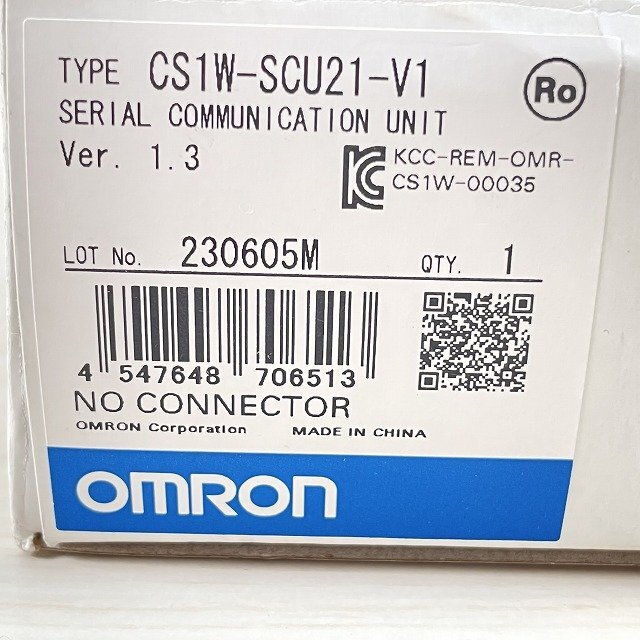 TYPE CS1W-SCU21-V1
Ro
SERIAL COMMUNICATION UNIT
Ver. 1.3
KC
KCC-REM-OMR-
CS1W-00035
LOT No. 230605M QTY. 1
4 547648 706513
NO CONNECTOR
OMRON Corporation MADE IN CHINA
OMRON